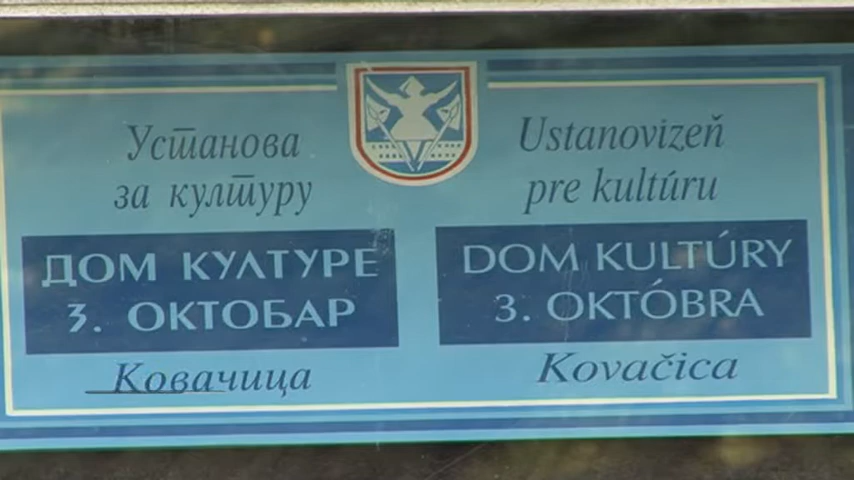 Установа
за културу
ДОМ КУЛТУРЕ
3. ОКТОБАР
Ковачица
Ustanovizeň
pre kultúru
DOM KULTÚRY
3. OKTÓBRA
Kovačica